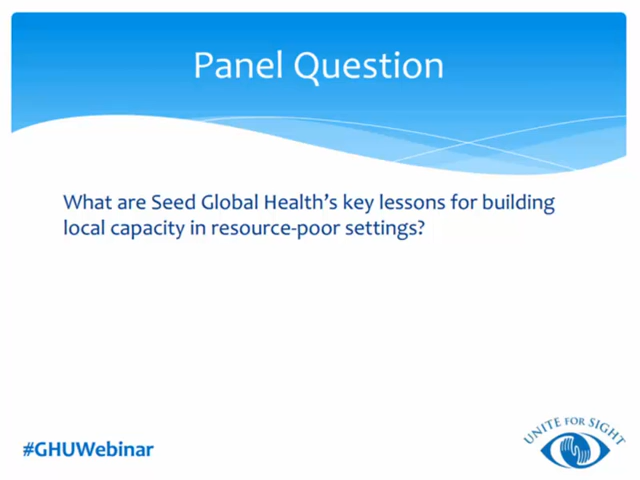 Panel Question
What are Seed Global Health's key lessons for building
local capacity in resource-poor settings?
#GHUWebinar
UNITE FOR SIGHT